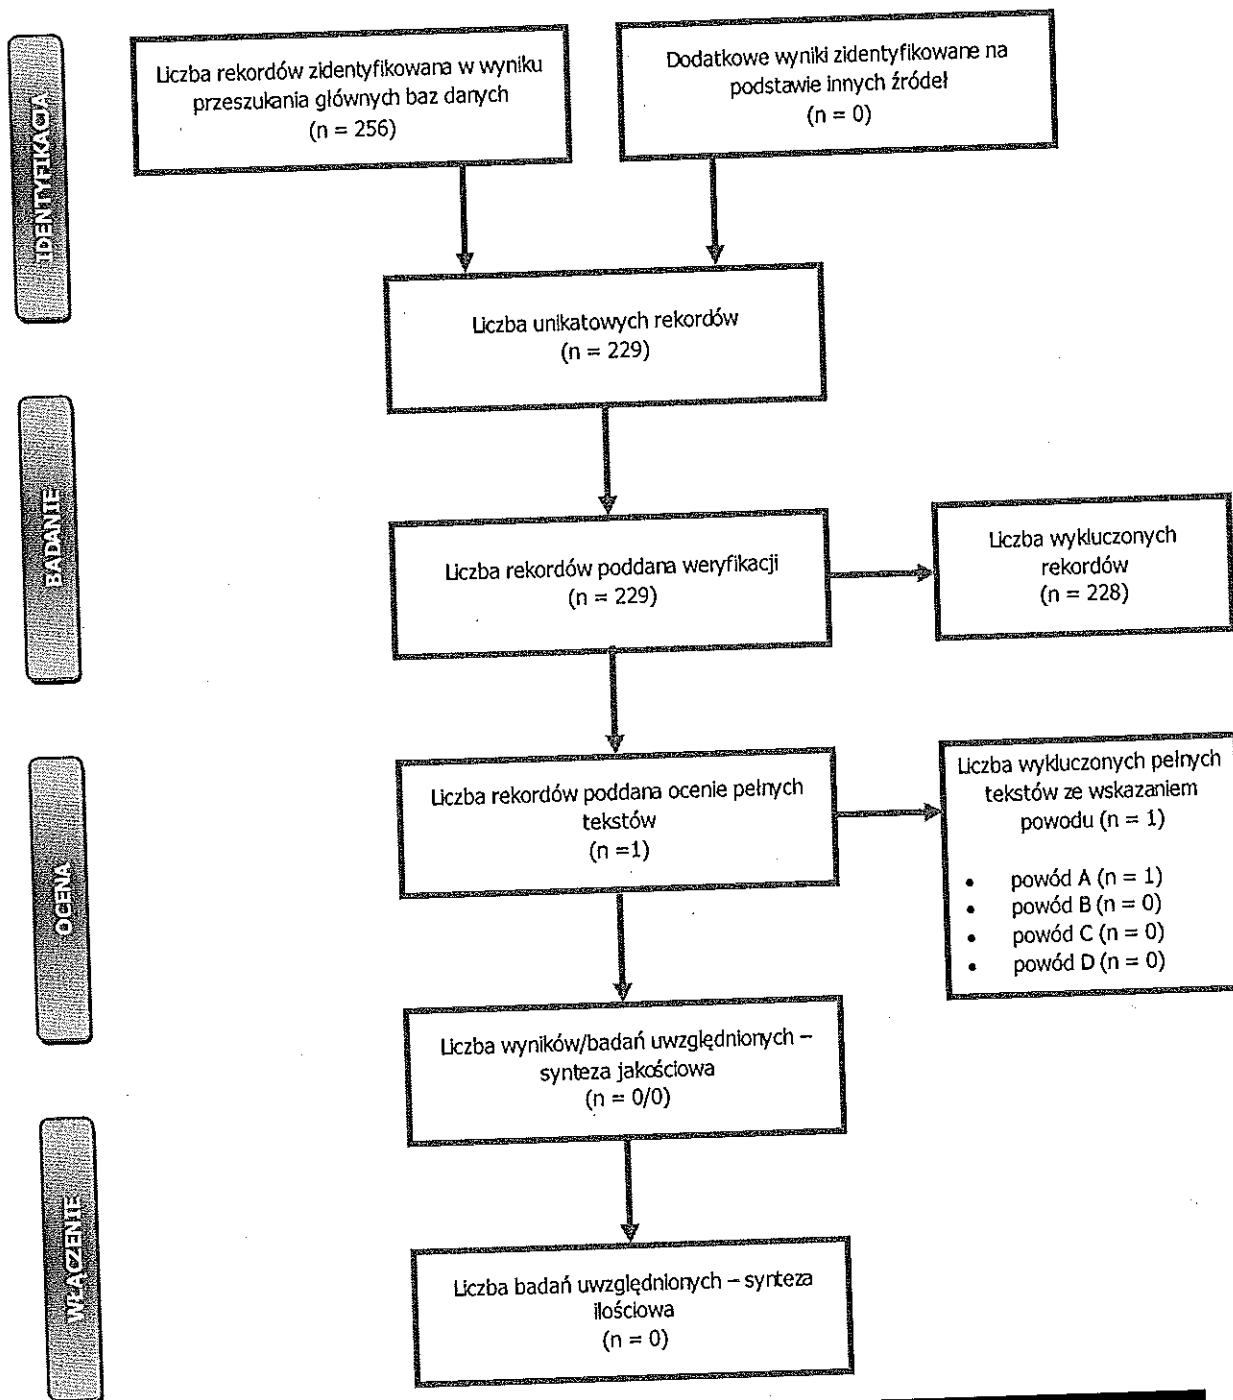 IDENTYFIKACJA
Liczba rekordów zidentyfikowana w wyniku
przeszukania głównych baz danych
(n = 256)
Dodatkowe wyniki zidentyfikowane na
podstawie innych źródeł
(n = 0)
Liczba unikatowych rekordów
(n = 229)
BADANIE
Liczba rekordów poddana weryfikacji
(n = 229)
Liczba wykluczonych
rekordów
(n = 228)
OCENA
Liczba rekordów poddana ocenie pełnych
tekstów
(n =1)
Liczba wykluczonych pełnych
tekstów ze wskazaniem
powodu (n = 1)
• powód A (n = 1)
• powód B (n = 0)
• powód C (n = 0)
• powód D (n = 0)
Liczba wyników/badań uwzględnionych –
synteza jakościowa
(n = 0/0)
WŁĄCZENIE
Liczba badań uwzględnionych – synteza
ilościowa
(n = 0)